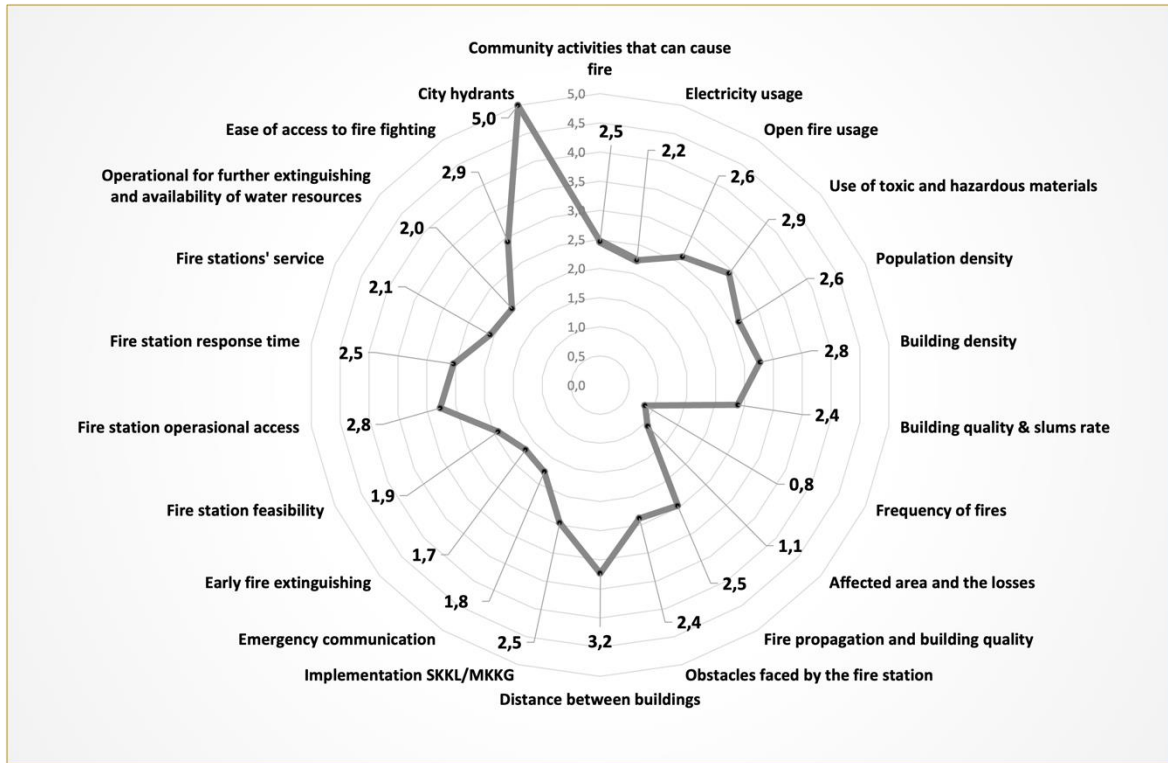 Community activities that can cause
fire
City hydrants
Electricity usage
5,0
5,0
Open fire usage
Ease of access to fire fighting
4,5
2,5
4,0
2,2
2,9
2,6
Operational for further extinguishing
and availability of water resources
3,5
Use of toxic and hazardous materials
3,0
2,0
2,9
2,5
Fire stations' service
Population density
2,0
2,1
2,6
1,5
1,0
Fire station response time
2,5
2,8
Building density
0,5
0,0
Fire station operasional access
2,8
2,4
Building quality & slums rate
0,8
1,9
Fire station feasibility
Frequency of fires
1,7
1,1
Early fire extinguishing
2,5
Affected area and the losses
1,8
2,4
Emergency communication
2,5
3,2
Fire propagation and building quality
Implementation SKKL/MKKG
Obstacles faced by the fire station
Distance between buildings